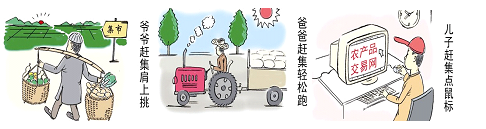 集市
爷爷赶集肩上挑
爸爸赶集轻松跑
农产品
交易网
儿子赶集点鼠标